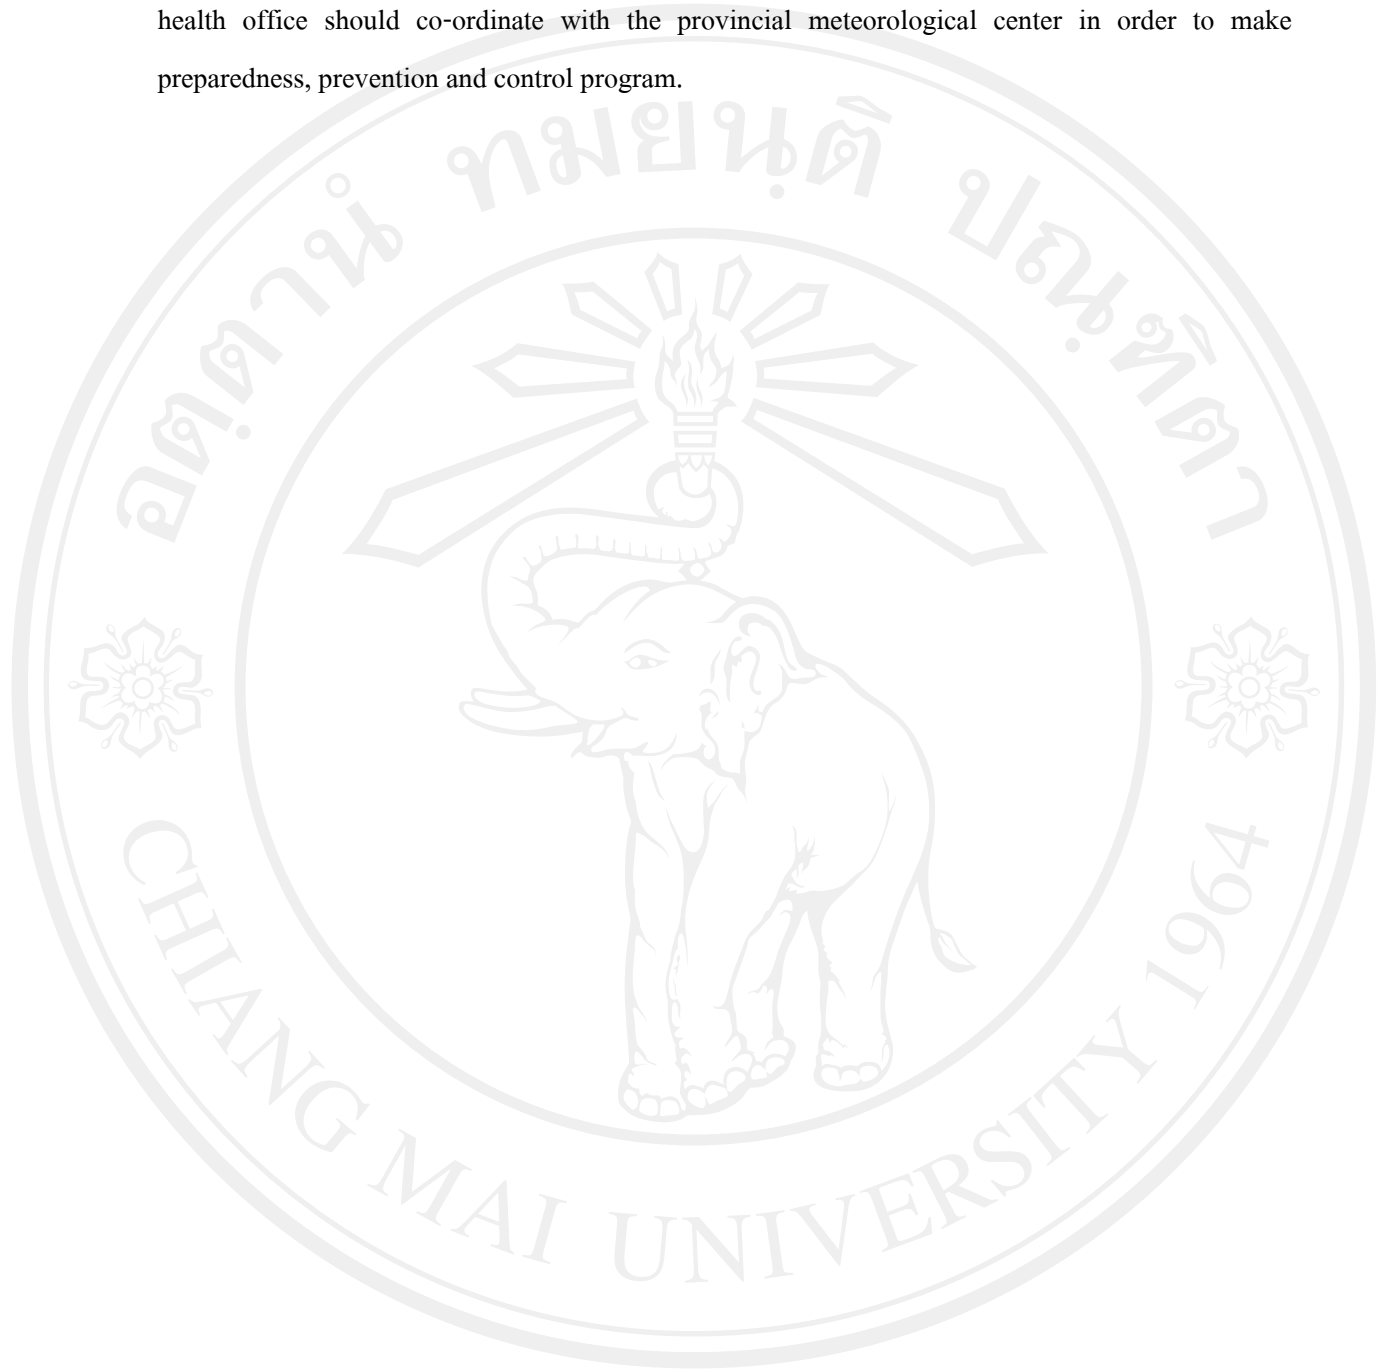 health office should co-ordinate with the provincial meteorological center in order to make
preparedness, prevention and control program.
อตฺตานํ ทมยนฺติ ปณฺฑิตา
CHIANG MAI UNIVERSITY 1964